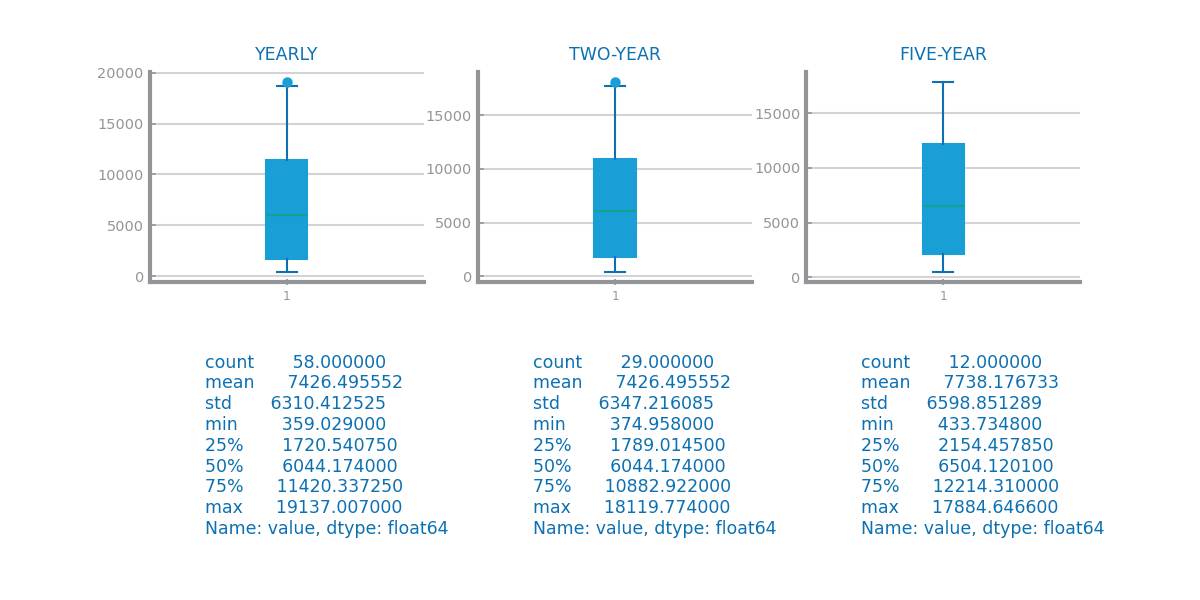 YEARLY
20000
15000
10000
5000
0
1
TWO-YEAR
15000
10000
5000
0
1
FIVE-YEAR
15000
10000
5000
0
1
count 58.000000
mean 7426.495552
std 6310.412525
min 359.029000
25% 1720.540750
50% 6044.174000
75% 11420.337250
max 19137.007000
Name: value, dtype: float64
count 29.000000
mean 7426.495552
std 6347.216085
min 374.958000
25% 1789.014500
50% 6044.174000
75% 10882.922000
max 18119.774000
Name: value, dtype: float64
count 12.000000
mean 7738.176733
std 6598.851289
min 433.734800
25% 2154.457850
50% 6504.120100
75% 12214.310000
max 17884.646600
Name: value, dtype: float64